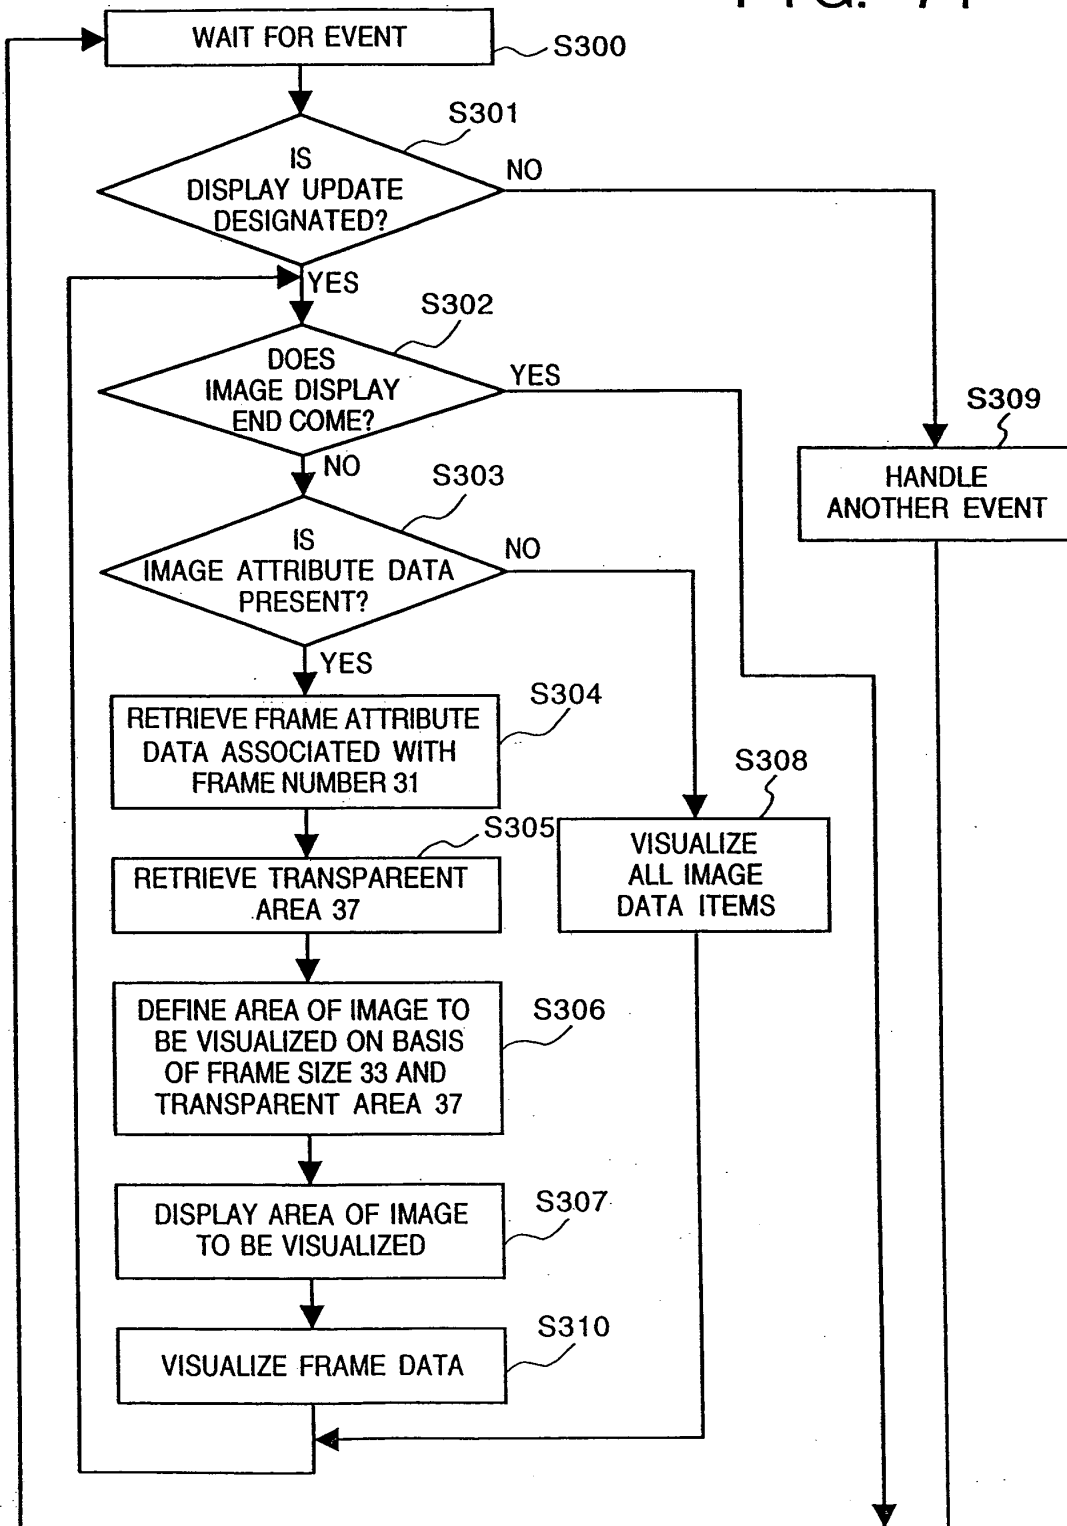 FIG.
WAIT FOR EVENT
S300
S301
IS
DISPLAY UPDATE
DESIGNATED?
NO
YES
S302
DOES
IMAGE DISPLAY
END COME?
YES
NO
S309
HANDLE
ANOTHER EVENT
S303
IS
IMAGE ATTRIBUTE DATA
PRESENT?
NO
YES
S304
RETRIEVE FRAME ATTRIBUTE
DATA ASSOCIATED WITH
FRAME NUMBER 31
S308
VISUALIZE
ALL IMAGE
DATA ITEMS
S305
RETRIEVE TRANSPAREENT
AREA 37
S306
DEFINE AREA OF IMAGE TO
BE VISUALIZED ON BASIS
OF FRAME SIZE 33 AND
TRANSPARENT AREA 37
S307
DISPLAY AREA OF IMAGE
TO BE VISUALIZED
S310
VISUALIZE FRAME DATA